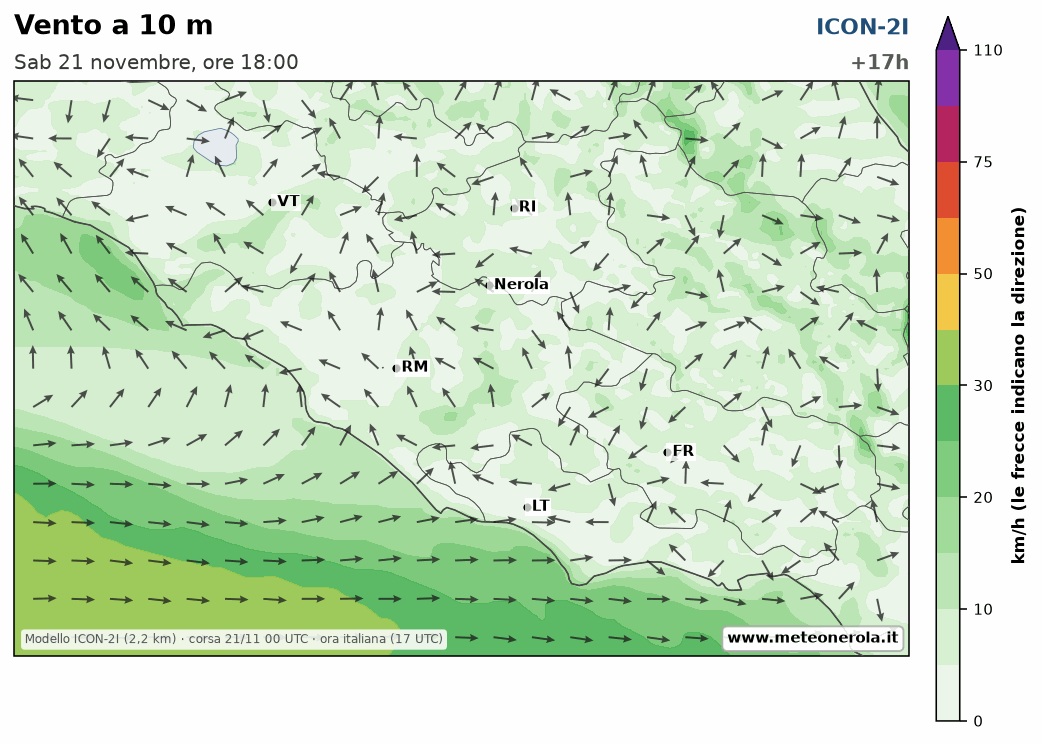 Vento a 10 m
ICON-2I
Sab 21 novembre, ore 18:00
+17h
VT
RI
Nerola
RM
FR
LT
Modello ICON-2I (2,2 km) · corsa 21/11 00 UTC · ora italiana (17 UTC)
www.meteonerola.it
110
75
50
30
20
10
0
km/h (le frecce indicano la direzione)